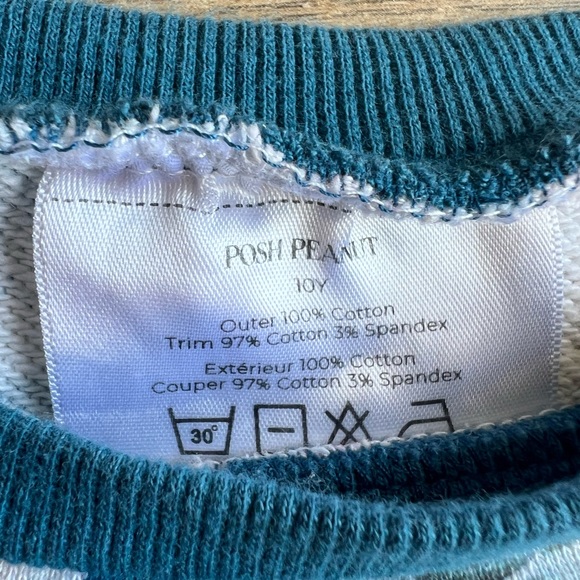 POSH PEANUT
10Y
Outer 100% Cotton
Trim 97% Cotton 3% Spandex
Extérieur 100% Cotton
Couper 97% Cotton 3% Spandex
30°